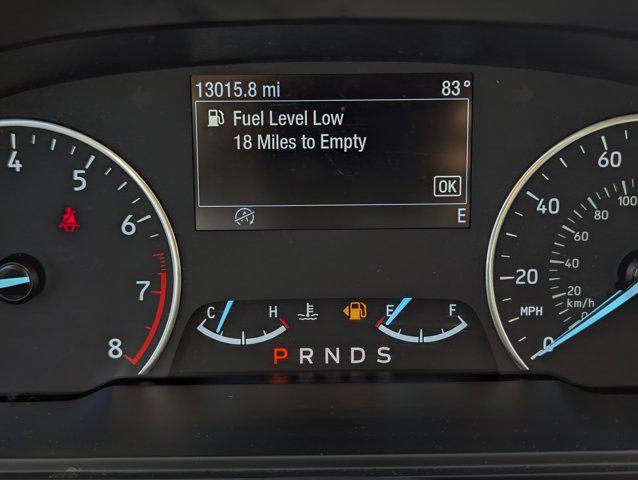 13015.8 mi 83°
Fuel Level Low
18 Miles to Empty
OK
E
4
5
6
7
8
60
40
20
0
MPH
100
80
60
40
20
0
km/h
C H
E F
P R N D S